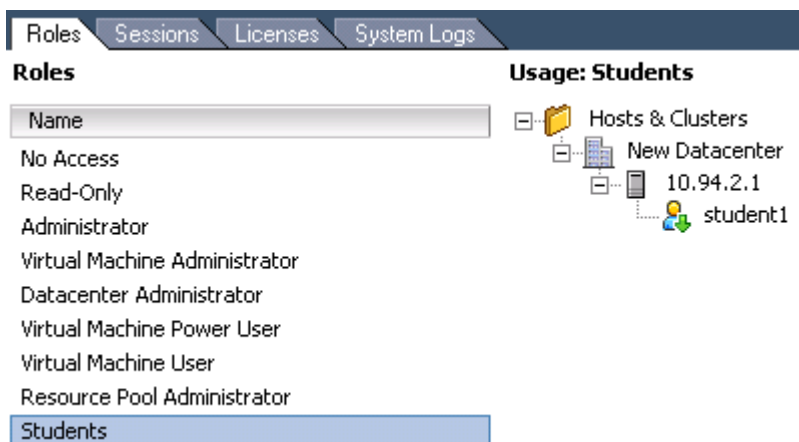 Roles Sessions Licenses System Logs
Roles
Name
No Access
Read-Only
Administrator
Virtual Machine Administrator
Datacenter Administrator
Virtual Machine Power User
Virtual Machine User
Resource Pool Administrator
Students
Usage: Students
Hosts & Clusters
New Datacenter
10.94.2.1
student1